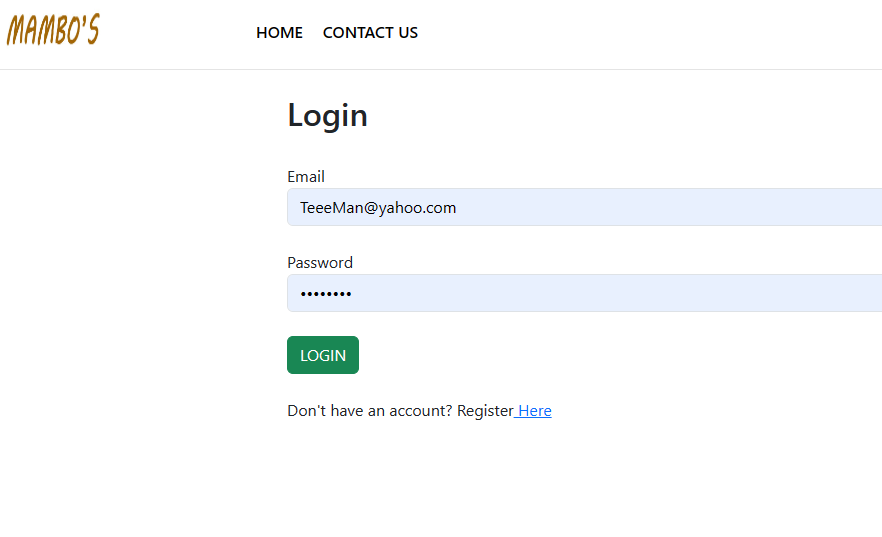 MAMBO'S
HOME CONTACT US
Login
Email
TeeeMan@yahoo.com
Password
••••••••
LOGIN
Don't have an account? Register Here